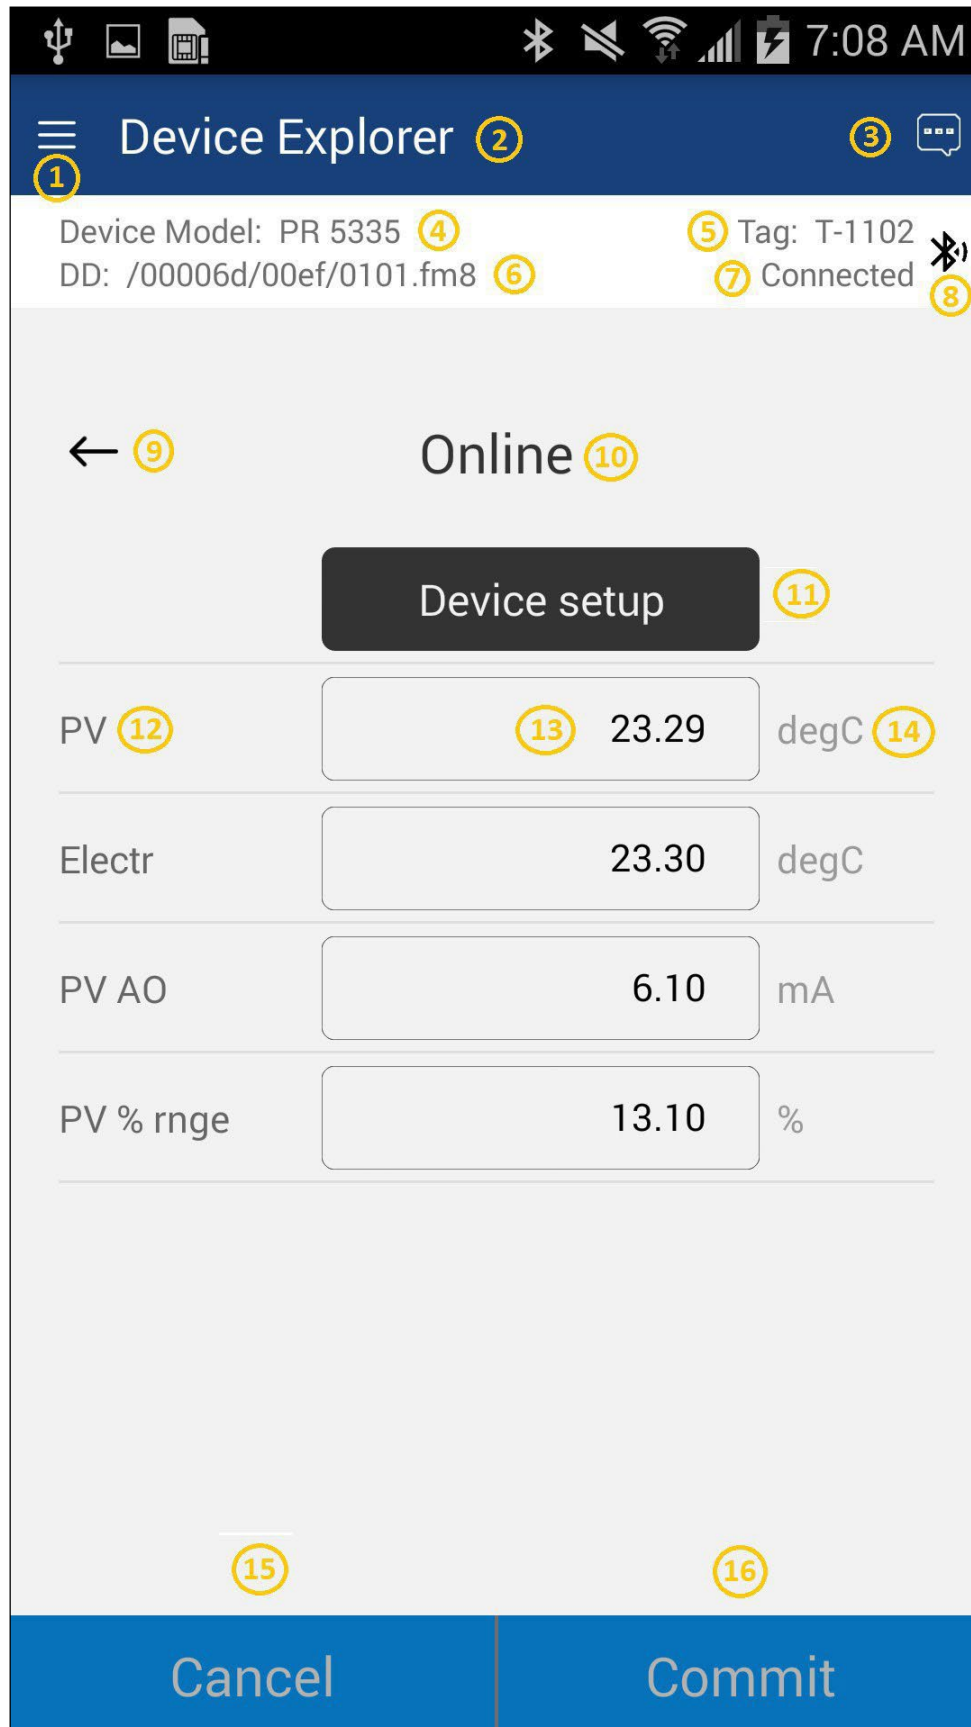 7:08 AM
Device Explorer 2 3
1
Device Model: PR 5335 4 5 Tag: T-1102
DD: /00006d/00ef/0101.fm8 6 7 Connected 8
9 Online 10
Device setup 11
PV 12 13 23.29 degC 14
Electr 23.30 degC
PV AO 6.10 mA
PV % rnge 13.10 %
15 16
Cancel Commit